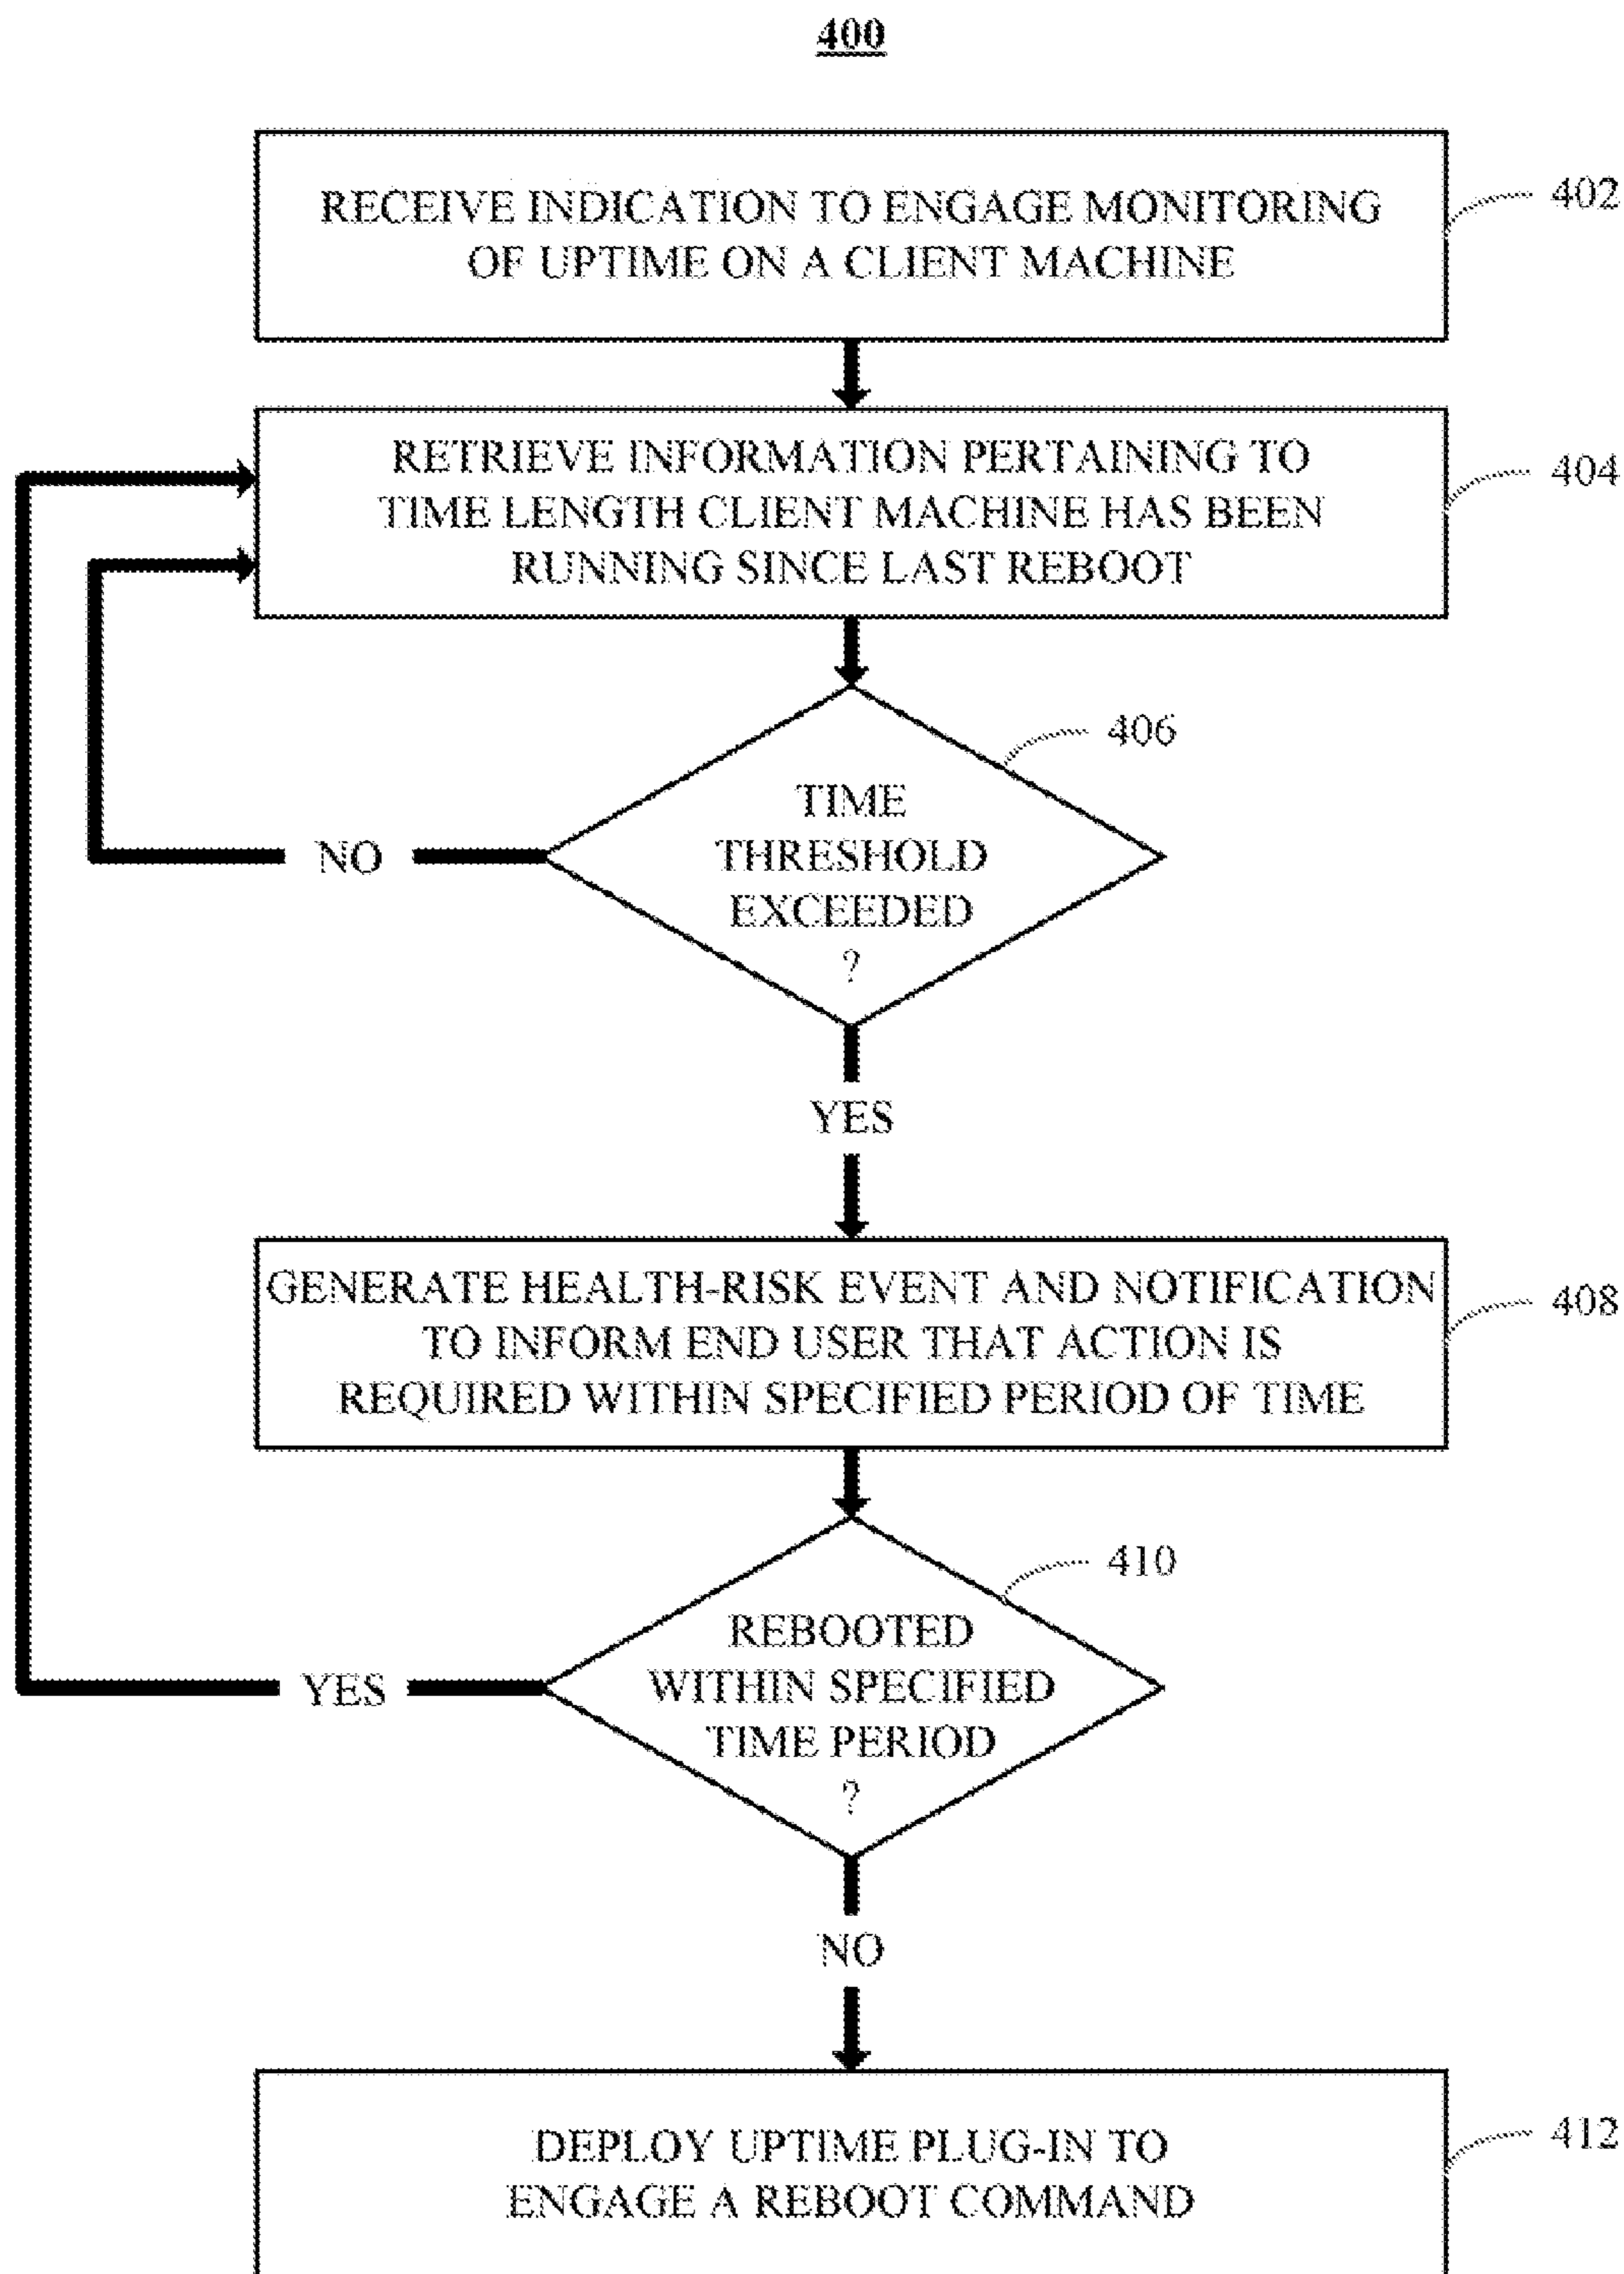 400
RECEIVE INDICATION TO ENGAGE MONITORING
OF UPTIME ON A CLIENT MACHINE
402
RETRIEVE INFORMATION PERTAINING TO
TIME LENGTH CLIENT MACHINE HAS BEEN
RUNNING SINCE LAST REBOOT
404
406
TIME
THRESHOLD
EXCEEDED
?
NO
YES
GENERATE HEALTH-RISK EVENT AND NOTIFICATION
TO INFORM END USER THAT ACTION IS
REQUIRED WITHIN SPECIFIED PERIOD OF TIME
408
410
REBOOTED
WITHIN SPECIFIED
TIME PERIOD
?
YES
NO
DEPLOY UPTIME PLUG-IN TO
ENGAGE A REBOOT COMMAND
412